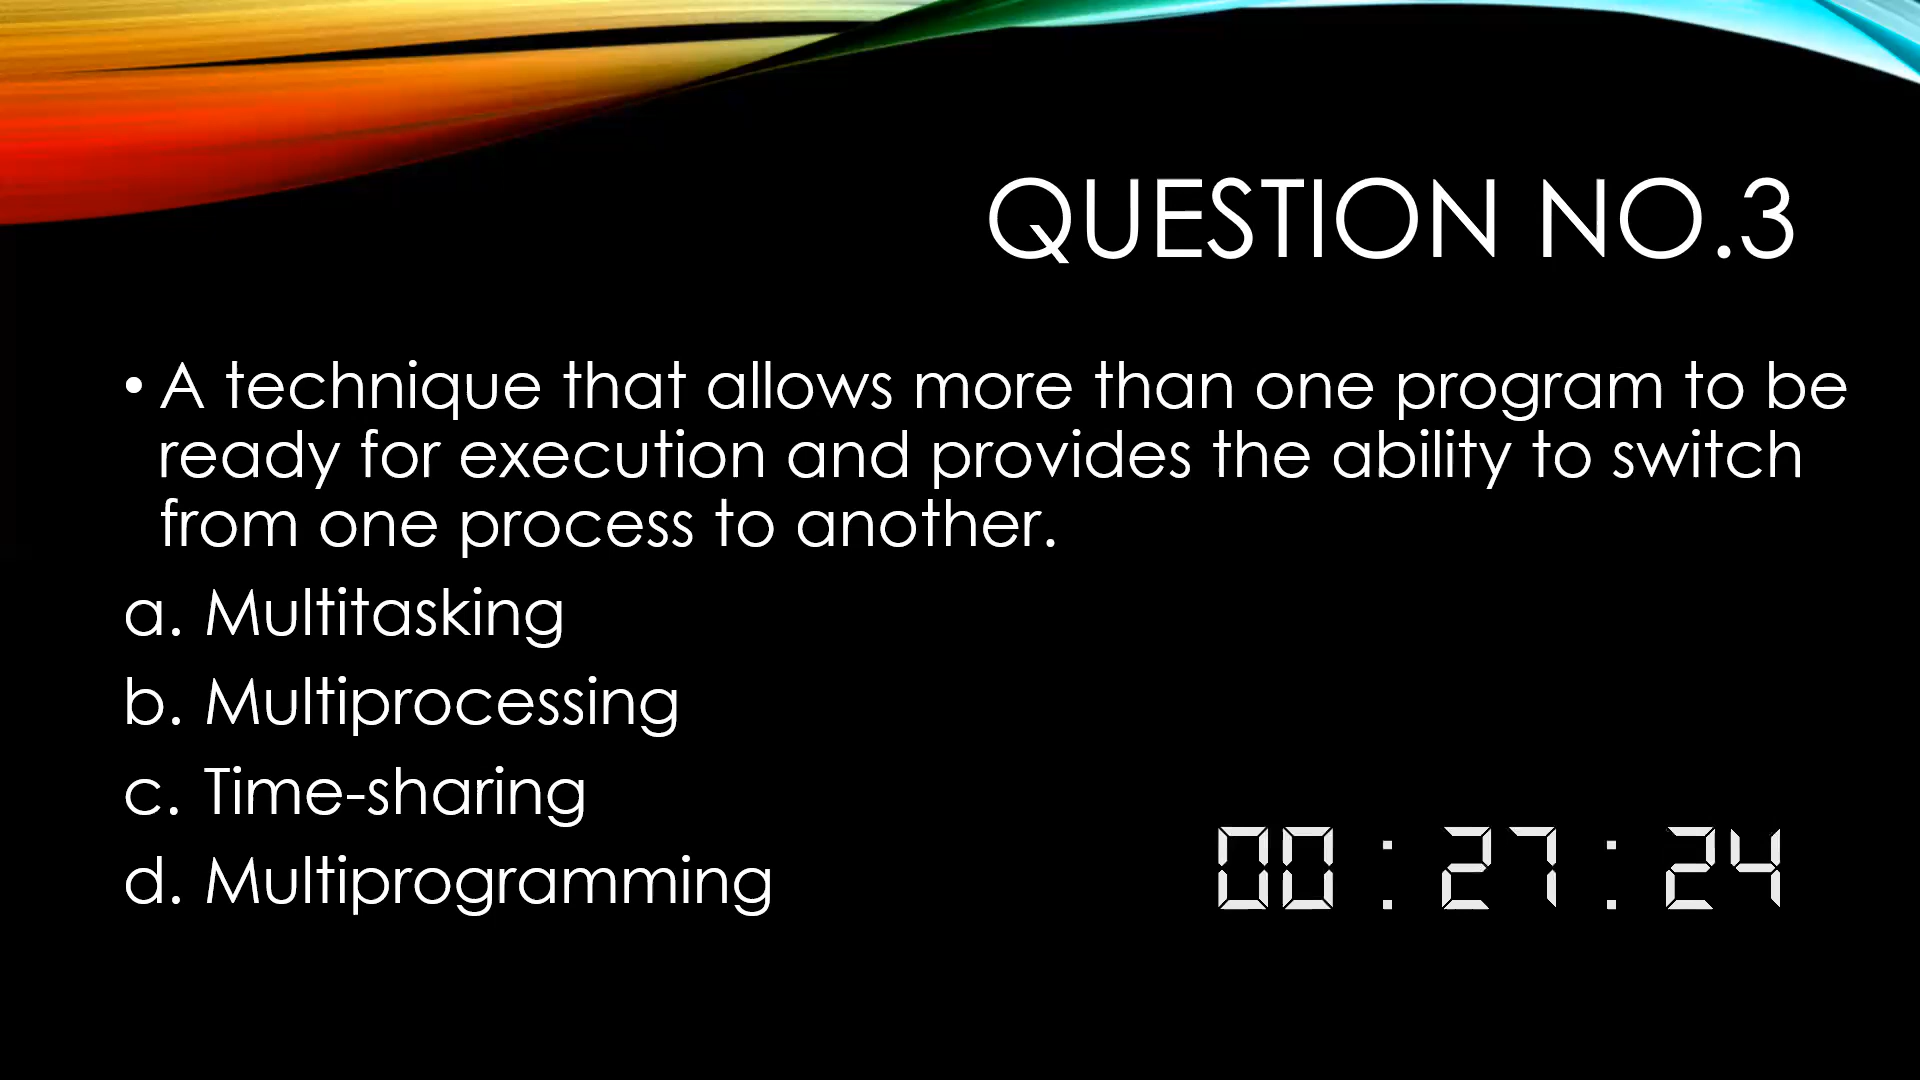 QUESTION NO.3
• A technique that allows more than one program to be
ready for execution and provides the ability to switch
from one process to another.
a. Multitasking
b. Multiprocessing
c. Time-sharing
d. Multiprogramming
00 : 27 : 24